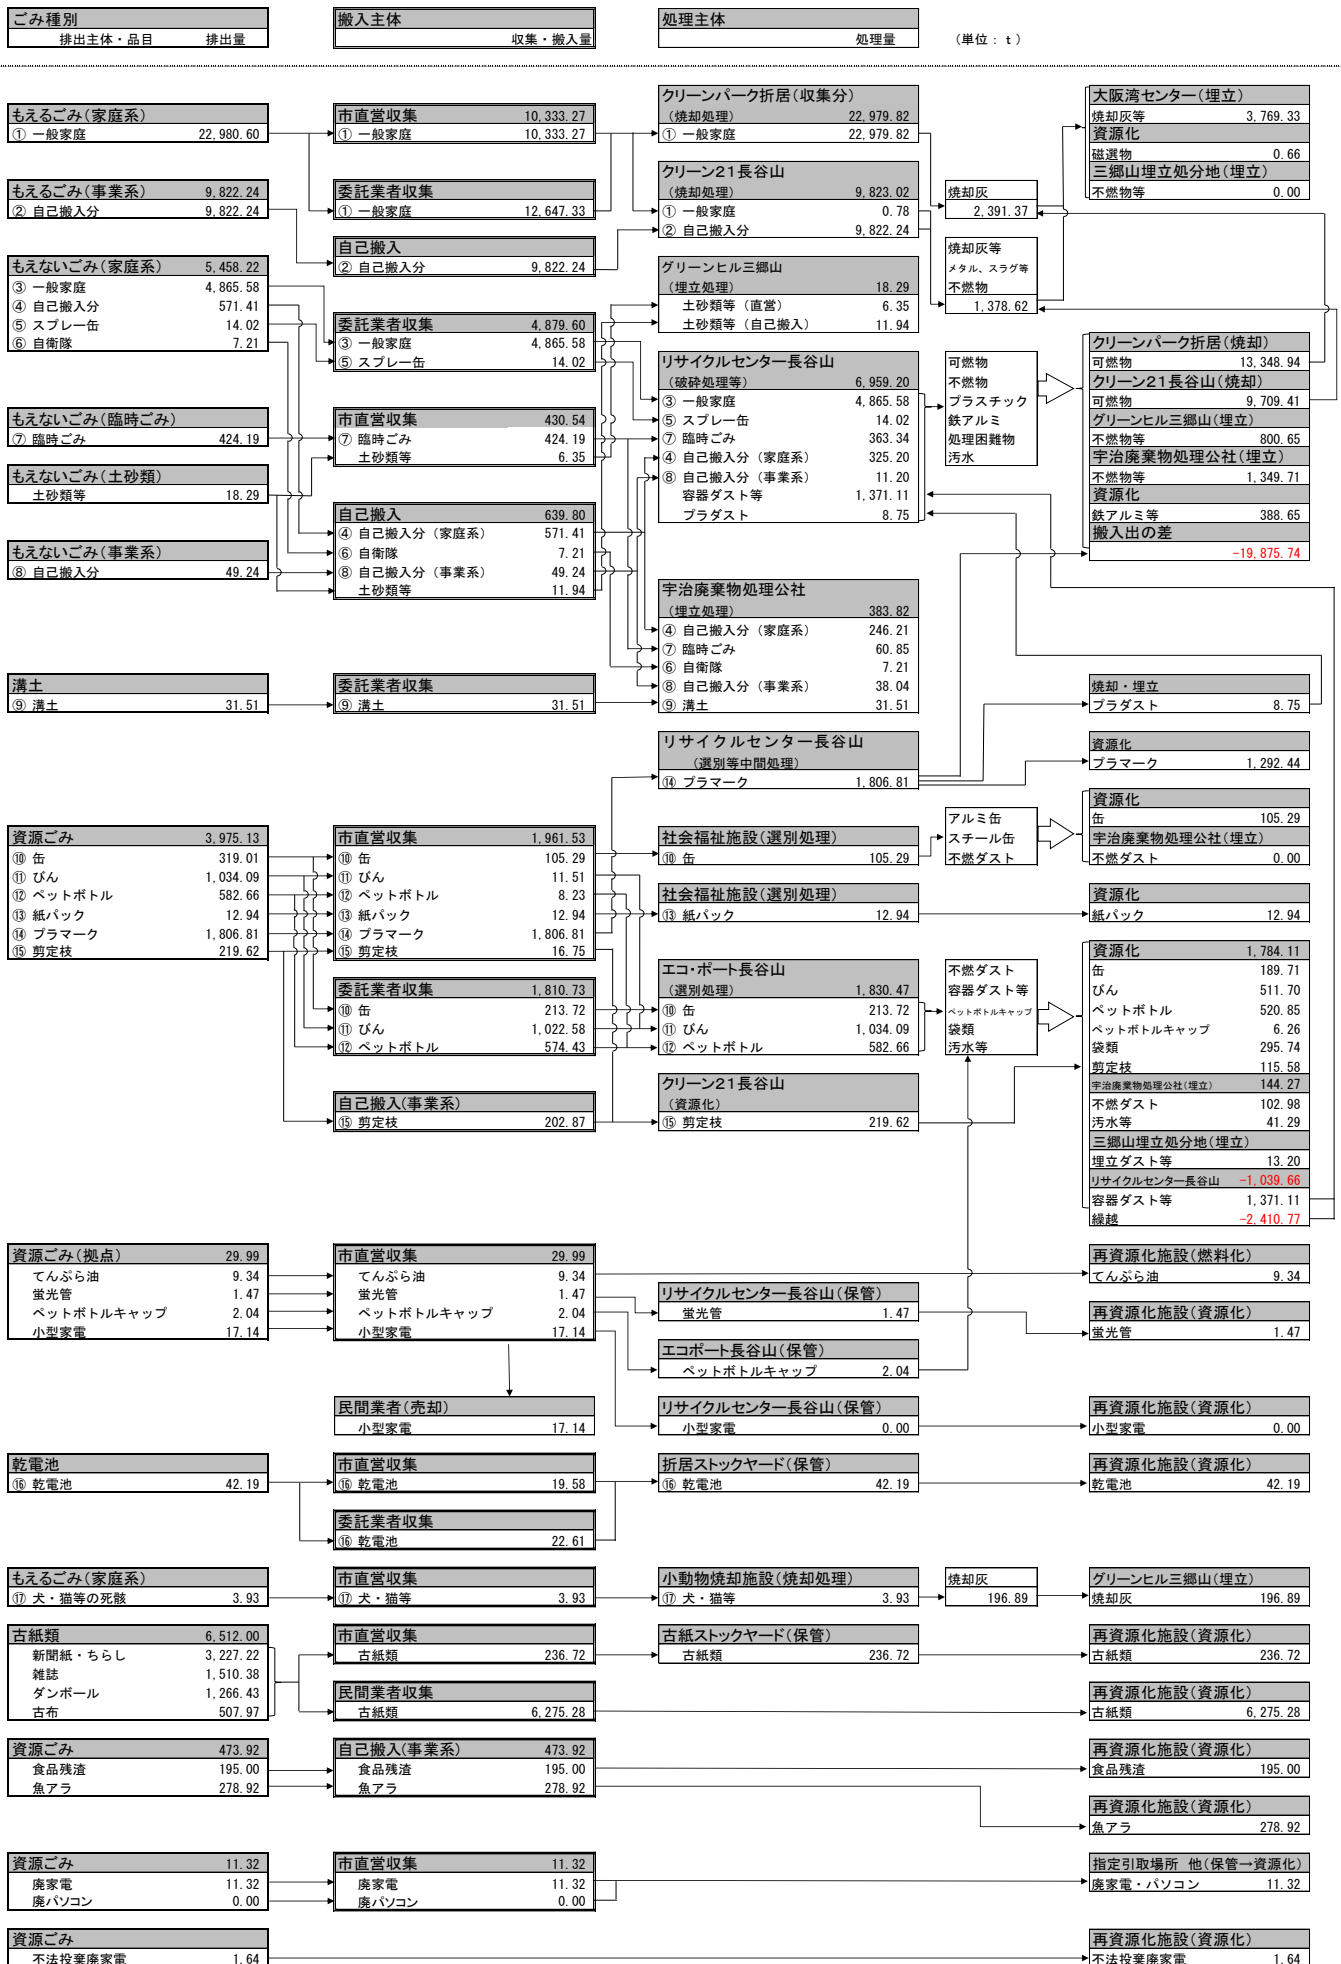 ごみ種別
排出主体・品目 排出量
搬入主体
収集・搬入量
処理主体
処理量
(単位：ｔ)
もえるごみ(家庭系)
① 一般家庭 22,980.60
もえるごみ(事業系) 9,822.24
② 自己搬入分 9,822.24
もえないごみ(家庭系) 5,458.22
③ 一般家庭 4,865.58
④ 自己搬入分 571.41
⑤ スプレー缶 14.02
⑥ 自衛隊 7.21
もえないごみ(臨時ごみ)
⑦ 臨時ごみ 424.19
もえないごみ(土砂類)
土砂類等 18.29
もえないごみ(事業系)
⑧ 自己搬入分 49.24
溝土
⑨ 溝土 31.51
資源ごみ 3,975.13
⑩ 缶 319.01
⑪ びん 1,034.09
⑫ ペットボトル 582.66
⑬ 紙パック 12.94
⑭ プラマーク 1,806.81
⑮ 剪定枝 219.62
資源ごみ(拠点) 29.99
てんぷら油 9.34
蛍光管 1.47
ペットボトルキャップ 2.04
小型家電 17.14
乾電池
⑯ 乾電池 42.19
もえるごみ(家庭系)
⑰ 犬・猫等の死骸 3.93
古紙類 6,512.00
新聞紙・ちらし 3,227.22
雑誌 1,510.38
ダンボール 1,266.43
古布 507.97
資源ごみ 473.92
食品残渣 195.00
魚アラ 278.92
資源ごみ 11.32
廃家電 11.32
廃パソコン 0.00
資源ごみ
不法投棄廃家電 1.64
市直営収集 10,333.27
① 一般家庭 10,333.27
委託業者収集
① 一般家庭 12,647.33
自己搬入
② 自己搬入分 9,822.24
委託業者収集 4,879.60
③ 一般家庭 4,865.58
⑤ スプレー缶 14.02
市直営収集 430.54
⑦ 臨時ごみ 424.19
土砂類等 6.35
自己搬入 639.80
④ 自己搬入分（家庭系） 571.41
⑥ 自衛隊 7.21
⑧ 自己搬入分（事業系） 49.24
土砂類等 11.94
委託業者収集
⑨ 溝土 31.51
市直営収集 1,961.53
⑩ 缶 105.29
⑪ びん 11.51
⑫ ペットボトル 8.23
⑬ 紙パック 12.94
⑭ プラマーク 1,806.81
⑮ 剪定枝 16.75
委託業者収集 1,810.73
⑩ 缶 213.72
⑪ びん 1,022.58
⑫ ペットボトル 574.43
自己搬入(事業系)
⑮ 剪定枝 202.87
市直営収集 29.99
てんぷら油 9.34
蛍光管 1.47
ペットボトルキャップ 2.04
小型家電 17.14
民間業者(売却)
小型家電 17.14
市直営収集
⑯ 乾電池 19.58
委託業者収集
⑯ 乾電池 22.61
市直営収集
⑰ 犬・猫等 3.93
市直営収集
古紙類 236.72
民間業者収集
古紙類 6,275.28
自己搬入(事業系) 473.92
食品残渣 195.00
魚アラ 278.92
市直営収集 11.32
廃家電 11.32
廃パソコン 0.00
クリーンパーク折居(収集分)
(焼却処理) 22,979.82
① 一般家庭 22,979.82
クリーン21長谷山
(焼却処理) 9,823.02
① 一般家庭 0.78
② 自己搬入分 9,822.24
グリーンヒル三郷山
(埋立処理) 18.29
土砂類等（直営） 6.35
土砂類等（自己搬入） 11.94
リサイクルセンター長谷山
(破砕処理等) 6,959.20
③ 一般家庭 4,865.58
⑤ スプレー缶 14.02
⑦ 臨時ごみ 363.34
④ 自己搬入分（家庭系） 325.20
⑧ 自己搬入分（事業系） 11.20
容器ダスト等 1,371.11
プラダスト 8.75
宇治廃棄物処理公社
(埋立処理) 383.82
④ 自己搬入分（家庭系） 246.21
⑦ 臨時ごみ 60.85
⑥ 自衛隊 7.21
⑧ 自己搬入分（事業系） 38.04
⑨ 溝土 31.51
リサイクルセンター長谷山
(選別等中間処理)
⑭ プラマーク 1,806.81
社会福祉施設(選別処理)
⑩ 缶 105.29
社会福祉施設(選別処理)
⑬ 紙パック 12.94
エコ・ポート長谷山
(選別処理) 1,830.47
⑩ 缶 213.72
⑪ びん 1,034.09
⑫ ペットボトル 582.66
クリーン21長谷山
(資源化)
⑮ 剪定枝 219.62
リサイクルセンター長谷山(保管)
蛍光管 1.47
エコポート長谷山(保管)
ペットボトルキャップ 2.04
リサイクルセンター長谷山(保管)
小型家電 0.00
折居ストックヤード(保管)
⑯ 乾電池 42.19
小動物焼却施設(焼却処理)
⑰ 犬・猫等 3.93
古紙ストックヤード(保管)
古紙類 236.72
焼却灰
2,391.37
焼却灰等
メタル、スラグ等
不燃物
1,378.62
可燃物
不燃物
プラスチック
鉄アルミ
処理困難物
汚水
アルミ缶
スチール缶
不燃ダスト
不燃ダスト
容器ダスト等
ペットボトルキャップ
袋類
汚水等
焼却灰
196.89
大阪湾センター(埋立)
焼却灰等 3,769.33
資源化
磁選物 0.66
三郷山埋立処分地(埋立)
不燃物等 0.00
クリーンパーク折居(焼却)
可燃物 13,348.94
クリーン21長谷山(焼却)
可燃物 9,709.41
グリーンヒル三郷山(埋立)
不燃物等 800.65
宇治廃棄物処理公社(埋立)
不燃物等 1,349.71
資源化
鉄アルミ等 388.65
搬入出の差
-19,875.74
焼却・埋立
プラダスト 8.75
資源化
プラマーク 1,292.44
資源化
缶 105.29
宇治廃棄物処理公社(埋立)
不燃ダスト 0.00
資源化
紙パック 12.94
資源化 1,784.11
缶 189.71
びん 511.70
ペットボトル 520.85
ペットボトルキャップ 6.26
袋類 295.74
剪定枝 115.58
宇治廃棄物処理公社(埋立) 144.27
不燃ダスト 102.98
汚水等 41.29
三郷山埋立処分地(埋立)
埋立ダスト等 13.20
リサイクルセンター長谷山 -1,039.66
容器ダスト等 1,371.11
繰越 -2,410.77
再資源化施設(燃料化)
てんぷら油 9.34
再資源化施設(資源化)
蛍光管 1.47
再資源化施設(資源化)
小型家電 0.00
再資源化施設(資源化)
乾電池 42.19
グリーンヒル三郷山(埋立)
焼却灰 196.89
再資源化施設(資源化)
古紙類 236.72
再資源化施設(資源化)
古紙類 6,275.28
再資源化施設(資源化)
食品残渣 195.00
再資源化施設(資源化)
魚アラ 278.92
指定引取場所 他(保管→資源化)
廃家電・パソコン 11.32
再資源化施設(資源化)
不法投棄廃家電 1.64